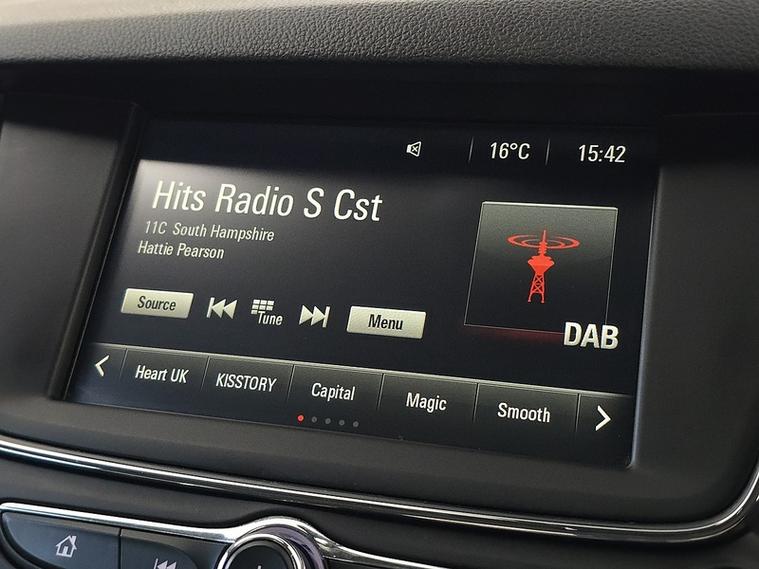 16°C 15:42
Hits Radio S Cst
11C South Hampshire
Hattie Pearson
DAB
Source Tune Menu
Heart UK KISSTORY Capital Magic Smooth